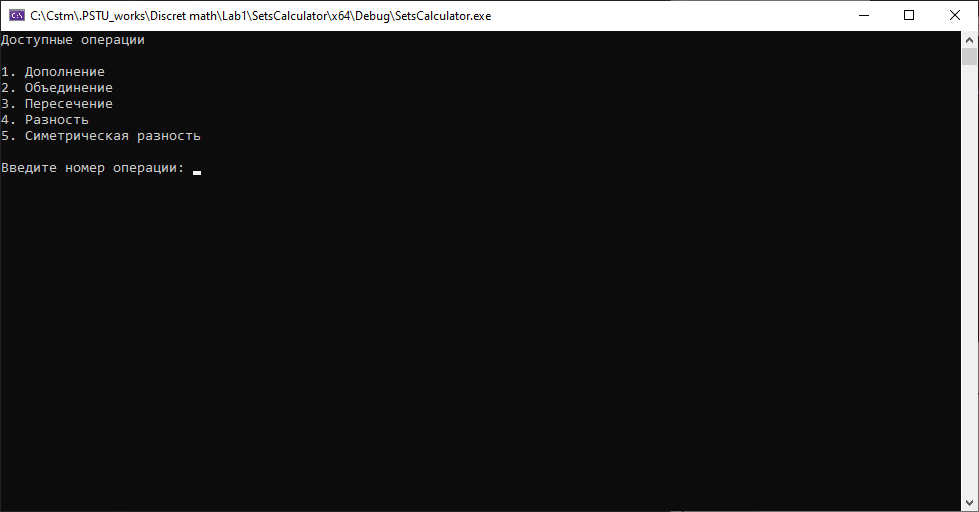 C:\Cstm\.PSTU_works\Discret math\Lab1\SetsCalculator\x64\Debug\SetsCalculator.exe
Доступные операции
1. Дополнение
2. Объединение
3. Пересечение
4. Разность
5. Симетрическая разность
Введите номер операции: